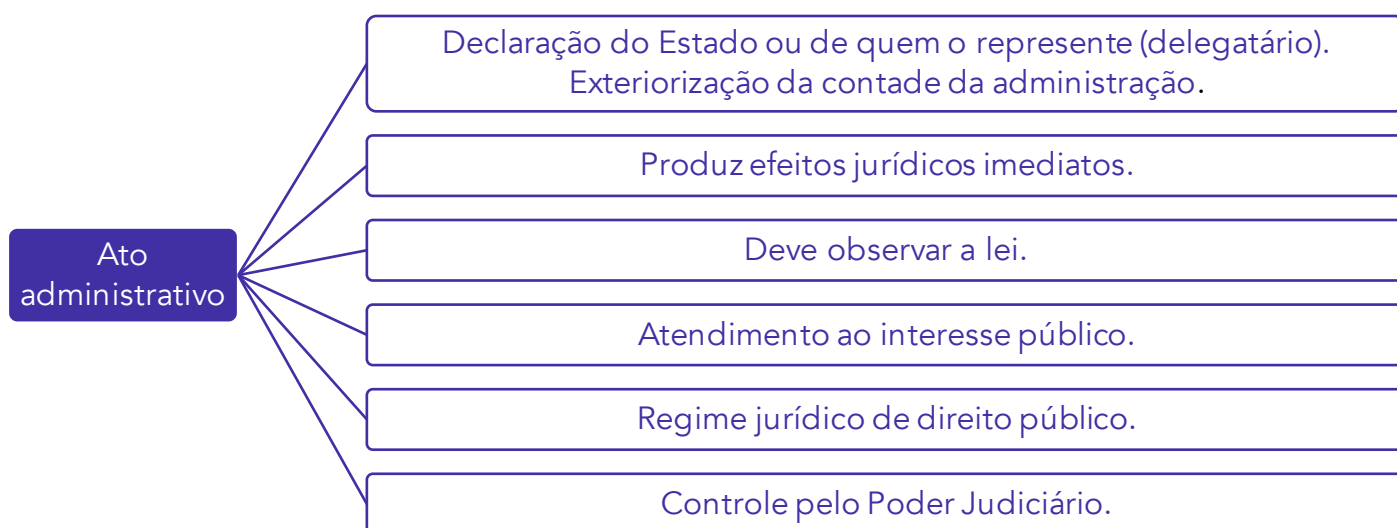 Declaração do Estado ou de quem o represente (delegatário).
Exteriorização da contade da administração.
Produz efeitos jurídicos imediatos.
Deve observar a lei.
Ato
administrativo
Atendimento ao interesse público.
Regime jurídico de direito público.
Controle pelo Poder Judiciário.